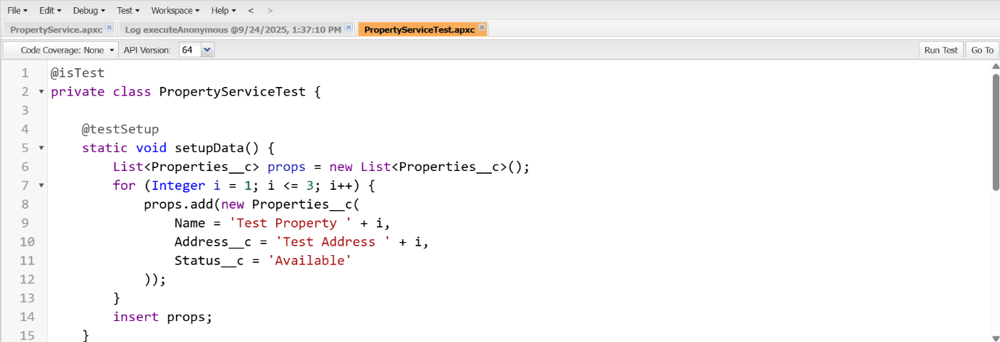 File Edit Debug Test Workspace Help < >
PropertyService.apxc Log executeAnonymous @9/24/2025, 1:37:10 PM PropertyServiceTest.apxc
Code Coverage: None API Version: 64 Run Test Go To
1 @isTest
2 private class PropertyServiceTest {
3
4 @testSetup
5 static void setupData() {
6 List<Properties__c> props = new List<Properties__c>();
7 for (Integer i = 1; i <= 3; i++) {
8 props.add(new Properties__c(
9 Name = 'Test Property ' + i,
10 Address__c = 'Test Address ' + i,
11 Status__c = 'Available'
12 ));
13 }
14 insert props;
15 }